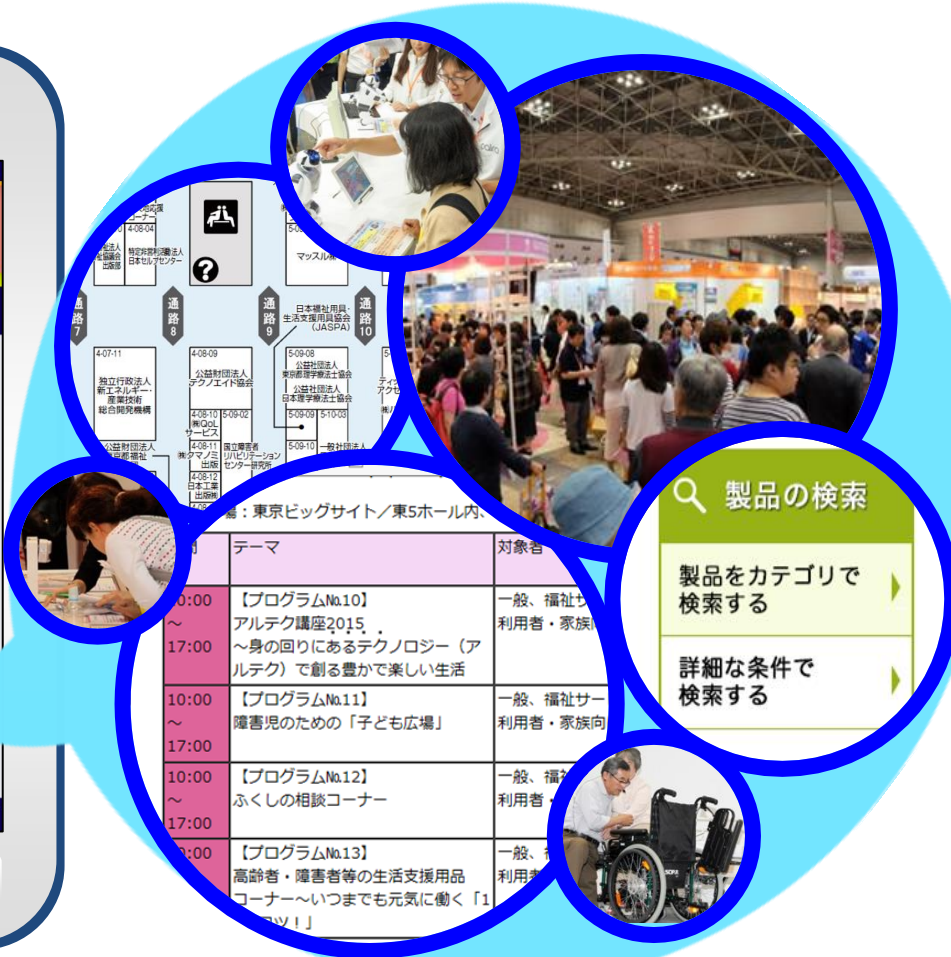 コーナー
4-08-04
特定非営利活動法人
日本セルプセンター
出版部
?
マッスル㈱
通路7
通路8
通路9
通路10
日本福祉用具・
生活支援用具協会
(JASPA)
4-07-11
独立行政法人
新エネルギー・
産業技術
総合開発機構
4-08-09
公益財団法人
テクノエイド協会
5-09-08
公益社団法人
東京都理学療法士協会
公益社団法人
日本理学療法士協会
4-08-10
㈱QoL
サービス
5-09-02
5-09-09
5-10-03
4-08-11
㈱クマノミ
出版
国立障害者
リハビリテーション
センター研究所
5-09-10
一般社団法人
4-08-12
日本工業
出版㈱
公益財団法人
：東京ビッグサイト／東5ホール内、
テーマ
対象者
0:00
～
17:00
【プログラム№10】
アルテク講座2015
～身の回りにあるテクノロジー（ア
ルテク）で創る豊かで楽しい生活
一般、福祉サ
利用者・家族
10:00
～
17:00
【プログラム№11】
障害児のための「子ども広場」
一般、福祉サー
利用者・家族向
10:00
～
17:00
【プログラム№12】
ふくしの相談コーナー
一般、福
利用者・
:00
【プログラム№13】
高齢者・障害者等の生活支援用品
コーナー～いつまでも元気に働く「1
ツ！」
一般、
利用
製品の検索
製品をカテゴリで
検索する
詳細な条件で
検索する